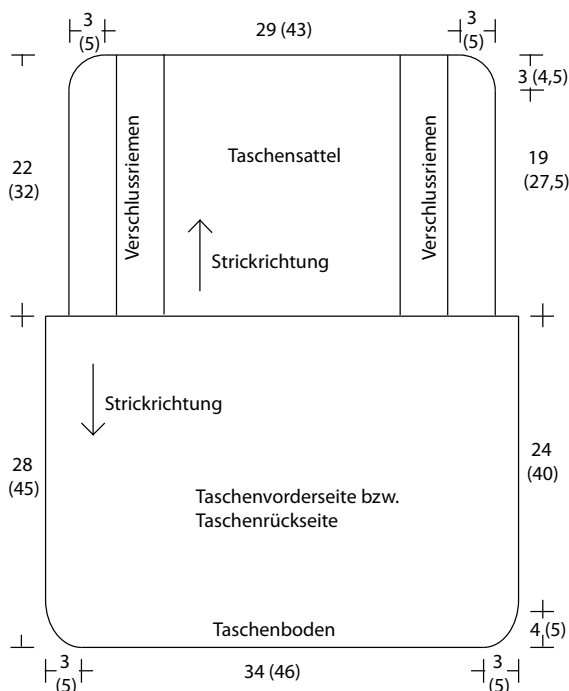 3
(5)
29 (43)
3
(5)
3 (4,5)
22
(32)
Verschlussriemen
Taschensattel
Verschlussriemen
19
(27,5)
Strickrichtung
Strickrichtung
28
(45)
24
(40)
Taschenvorderseite bzw.
Taschenrückseite
Taschenboden
4 (5)
3
(5)
34 (46)
3
(5)